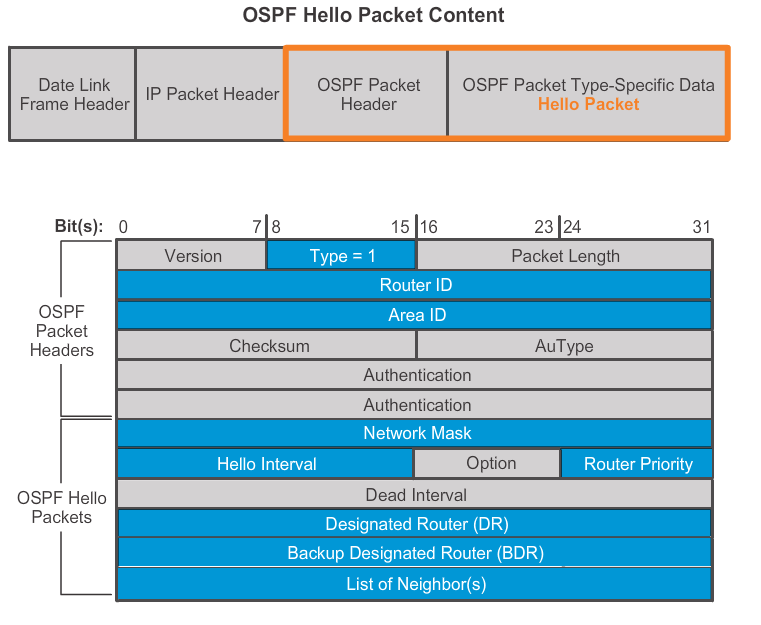 OSPF Hello Packet Content
Date Link
Frame Header
IP Packet Header
OSPF Packet
Header
OSPF Packet Type-Specific Data
Hello Packet
Bit(s): 0 7 8 15 16 23 24 31
Version Type = 1 Packet Length
Router ID
Area ID
OSPF
Packet
Headers
Checksum AuType
Authentication
Authentication
Network Mask
Hello Interval Option Router Priority
OSPF Hello
Packets
Dead Interval
Designated Router (DR)
Backup Designated Router (BDR)
List of Neighbor(s)